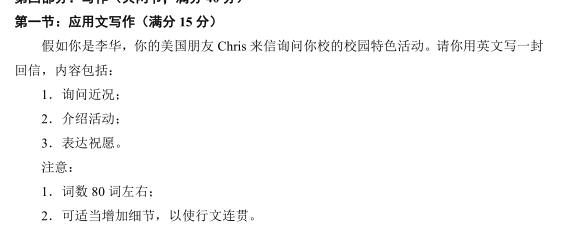 第一节：应用文写作（满分 15 分）
假如你是李华，你的美国朋友 Chris 来信询问你校的校园特色活动。请你用英文写一封
回信，内容包括：
1．询问近况；
2．介绍活动；
3．表达祝愿。
注意：
1．词数 80 词左右；
2．可适当增加细节，以使行文连贯。